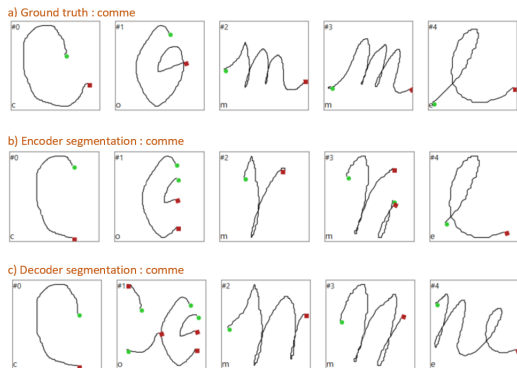 a) Ground truth : comme
#0 #1 #2 #3 #4
c o m m e
b) Encoder segmentation : comme
#0 #1 #2 #3 #4
c o m m e
c) Decoder segmentation : comme
#0 #1 #2 #3 #4
c o m m e